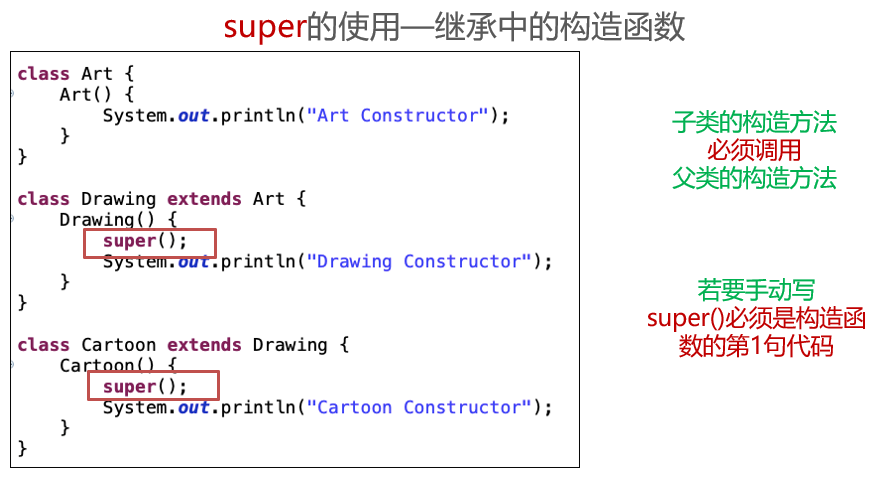 super的使用—继承中的构造函数
class Art {
Art() {
System.out.println("Art Constructor");
}
}
class Drawing extends Art {
Drawing() {
super();
System.out.println("Drawing Constructor");
}
}
class Cartoon extends Drawing {
Cartoon() {
super();
System.out.println("Cartoon Constructor");
}
}
子类的构造方法
必须调用
父类的构造方法
若要手动写
super()必须是构造函
数的第1句代码